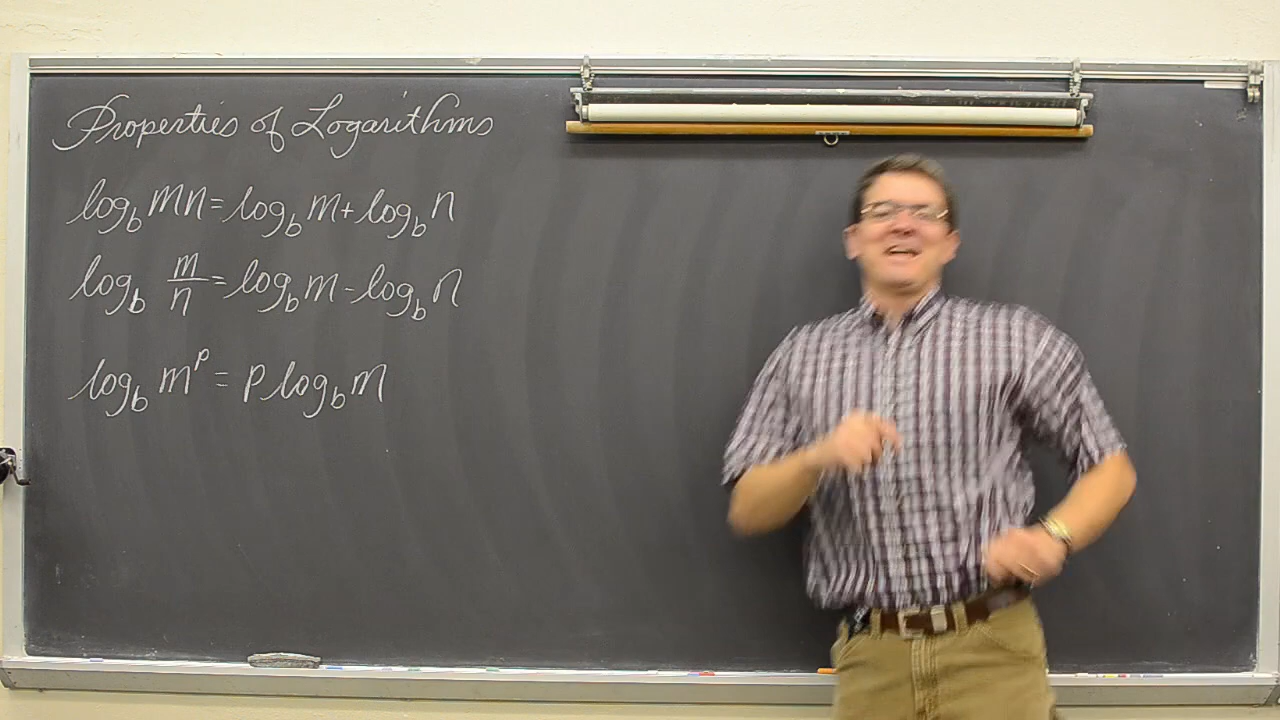 Properties of Logarithms
log_b mn = log_b m + log_b n
log_b m/n = log_b m - log_b n
log_b m^p = p log_b m